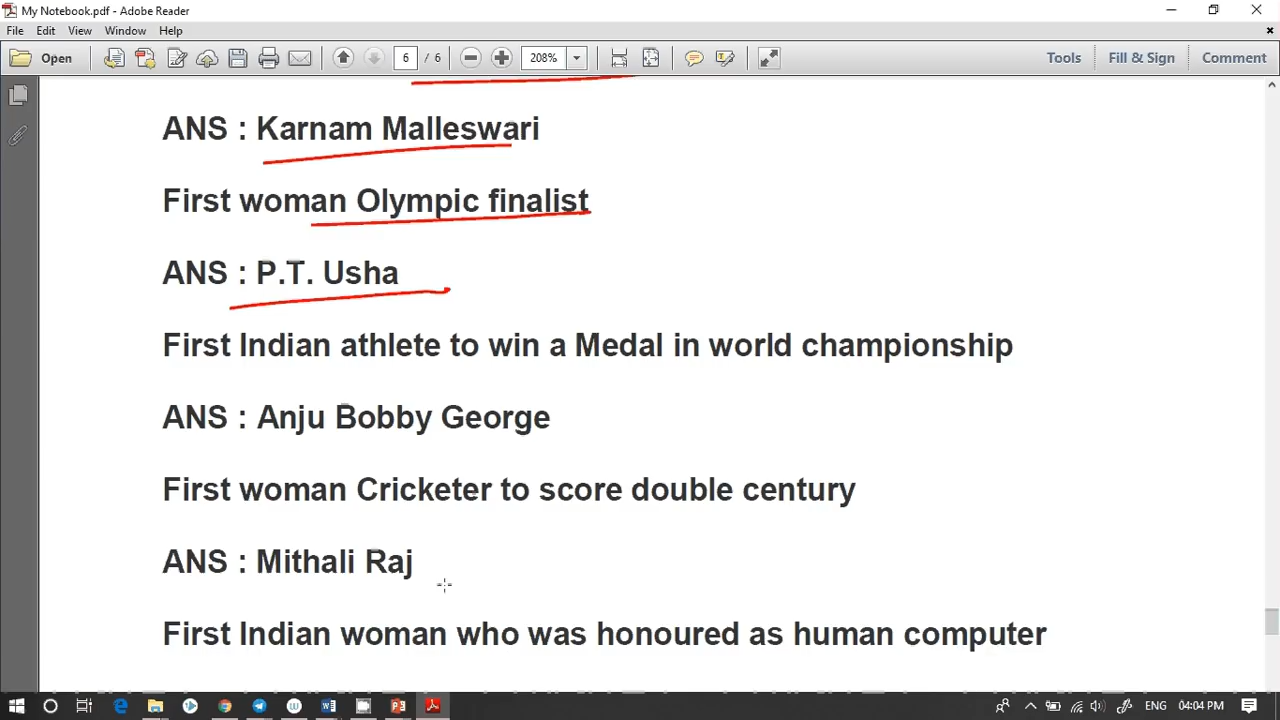 My Notebook.pdf - Adobe Reader
File Edit View Window Help
Open 6 / 6 208% Tools Fill & Sign Comment
ANS : Karnam Malleswari
First woman Olympic finalist
ANS : P.T. Usha
First Indian athlete to win a Medal in world championship
ANS : Anju Bobby George
First woman Cricketer to score double century
ANS : Mithali Raj
First Indian woman who was honoured as human computer
ENG 04:04 PM